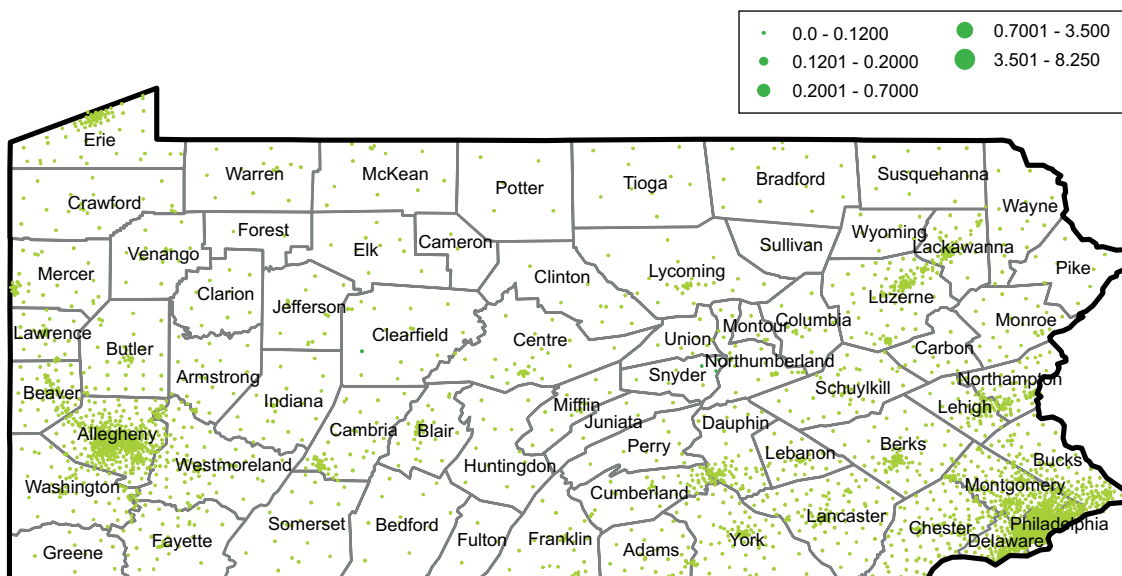 0.0 - 0.1200
0.1201 - 0.2000
0.2001 - 0.7000
0.7001 - 3.500
3.501 - 8.250
Erie
Warren
McKean
Potter
Tioga
Bradford
Susquehanna
Wayne
Crawford
Forest
Elk
Cameron
Sullivan
Wyoming
Lackawanna
Venango
Mercer
Clarion
Jefferson
Clinton
Lycoming
Luzerne
Pike
Lawrence
Butler
Clearfield
Centre
Union
Montour
Columbia
Monroe
Carbon
Beaver
Armstrong
Indiana
Snyder
Northumberland
Schuylkill
Northampton
Lehigh
Allegheny
Cambria
Blair
Mifflin
Juniata
Dauphin
Perry
Lebanon
Berks
Bucks
Westmoreland
Huntingdon
Washington
Cumberland
Montgomery
Lancaster
Somerset
Bedford
Fulton
Franklin
Adams
York
Chester
Philadelphia
Delaware
Greene
Fayette